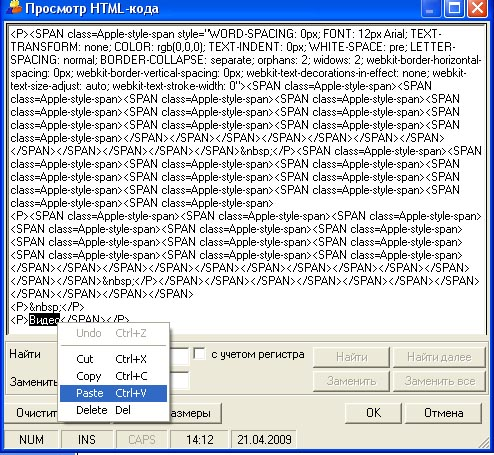 Просмотр HTML-кода
<P><SPAN class=Apple-style-span style="WORD-SPACING: 0px; FONT: 12px Arial; TEXT-
TRANSFORM: none; COLOR: rgb(0,0,0); TEXT-INDENT: 0px; WHITE-SPACE: pre; LETTER-
SPACING: normal; BORDER-COLLAPSE: separate; orphans: 2; widows: 2; webkit-border-horizontal-
spacing: 0px; webkit-border-vertical-spacing: 0px; webkit-text-decorations-in-effect: none; webkit-
text-size-adjust: auto; webkit-text-stroke-width: 0"><SPAN class=Apple-style-span><SPAN
class=Apple-style-span><SPAN class=Apple-style-span><SPAN class=Apple-style-span><SPAN
class=Apple-style-span><SPAN class=Apple-style-span><SPAN class=Apple-style-span><SPAN
class=Apple-style-span><SPAN class=Apple-style-span><SPAN class=Apple-style-span><SPAN
class=Apple-style-span><SPAN class=Apple-style-span><SPAN class=Apple-style-span><SPAN
class=Apple-style-span></SPAN></SPAN></SPAN></SPAN></SPAN></SPAN></SPAN>
</SPAN></SPAN></SPAN></SPAN>&nbsp;</P><SPAN class=Apple-style-span><SPAN
class=Apple-style-span><SPAN class=Apple-style-span><SPAN class=Apple-style-span><SPAN
class=Apple-style-span><SPAN class=Apple-style-span><SPAN class=Apple-style-span><SPAN
class=Apple-style-span><SPAN class=Apple-style-span><SPAN class=Apple-style-span><SPAN
class=Apple-style-span><SPAN class=Apple-style-span>
<P><SPAN class=Apple-style-span><SPAN class=Apple-style-span><SPAN class=Apple-style-span>
<SPAN class=Apple-style-span><SPAN class=Apple-style-span><SPAN class=Apple-style-span>
<SPAN class=Apple-style-span><SPAN class=Apple-style-span><SPAN class=Apple-style-span>
<SPAN class=Apple-style-span><SPAN class=Apple-style-span><SPAN class=Apple-style-span>
</SPAN></SPAN></SPAN></SPAN></SPAN></SPAN></SPAN></SPAN></SPAN></SPAN>
</SPAN></SPAN>&nbsp;</P></SPAN></SPAN></SPAN></SPAN></SPAN></SPAN></SPAN>
</SPAN></SPAN></SPAN></SPAN>
<P>&nbsp;</P>
<P>Видео</SPAN></P>
Undo Ctrl+Z
Cut Ctrl+X
Copy Ctrl+C
Paste Ctrl+V
Delete Del
Найти
с учетом регистра
Найти
Найти далее
Заменить
Заменить все
OK
Отмена
NUM INS CAPS 14:12 21.04.2009